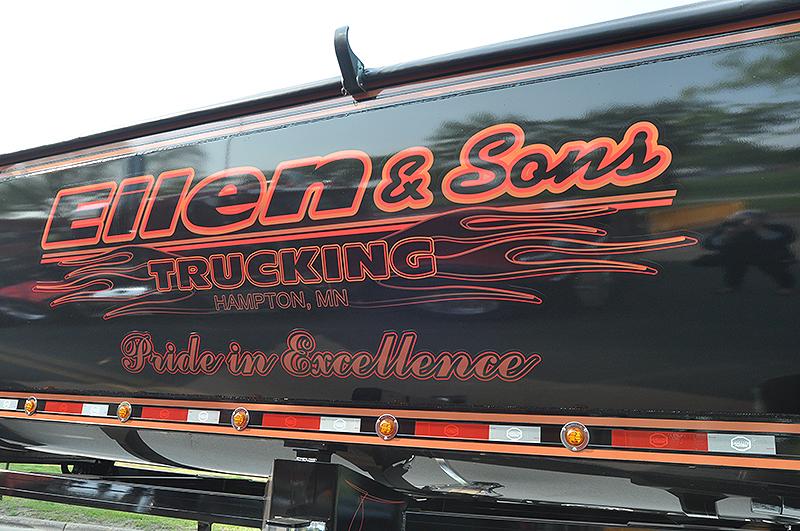 Ellen & Sons
TRUCKING
HAMPTON, MN
Pride in Excellence